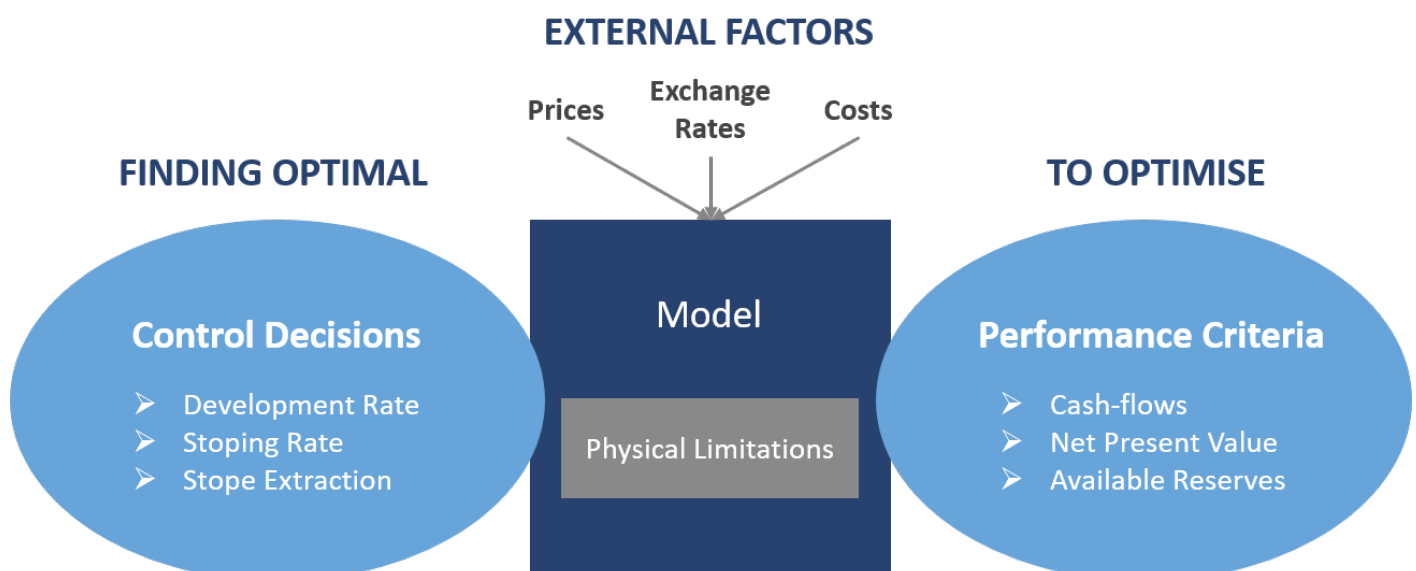 EXTERNAL FACTORS
Prices
Exchange
Rates
Costs
FINDING OPTIMAL
TO OPTIMISE
Control Decisions
➢ Development Rate
➢ Stoping Rate
➢ Stope Extraction
Model
Physical Limitations
Performance Criteria
➢ Cash-flows
➢ Net Present Value
➢ Available Reserves